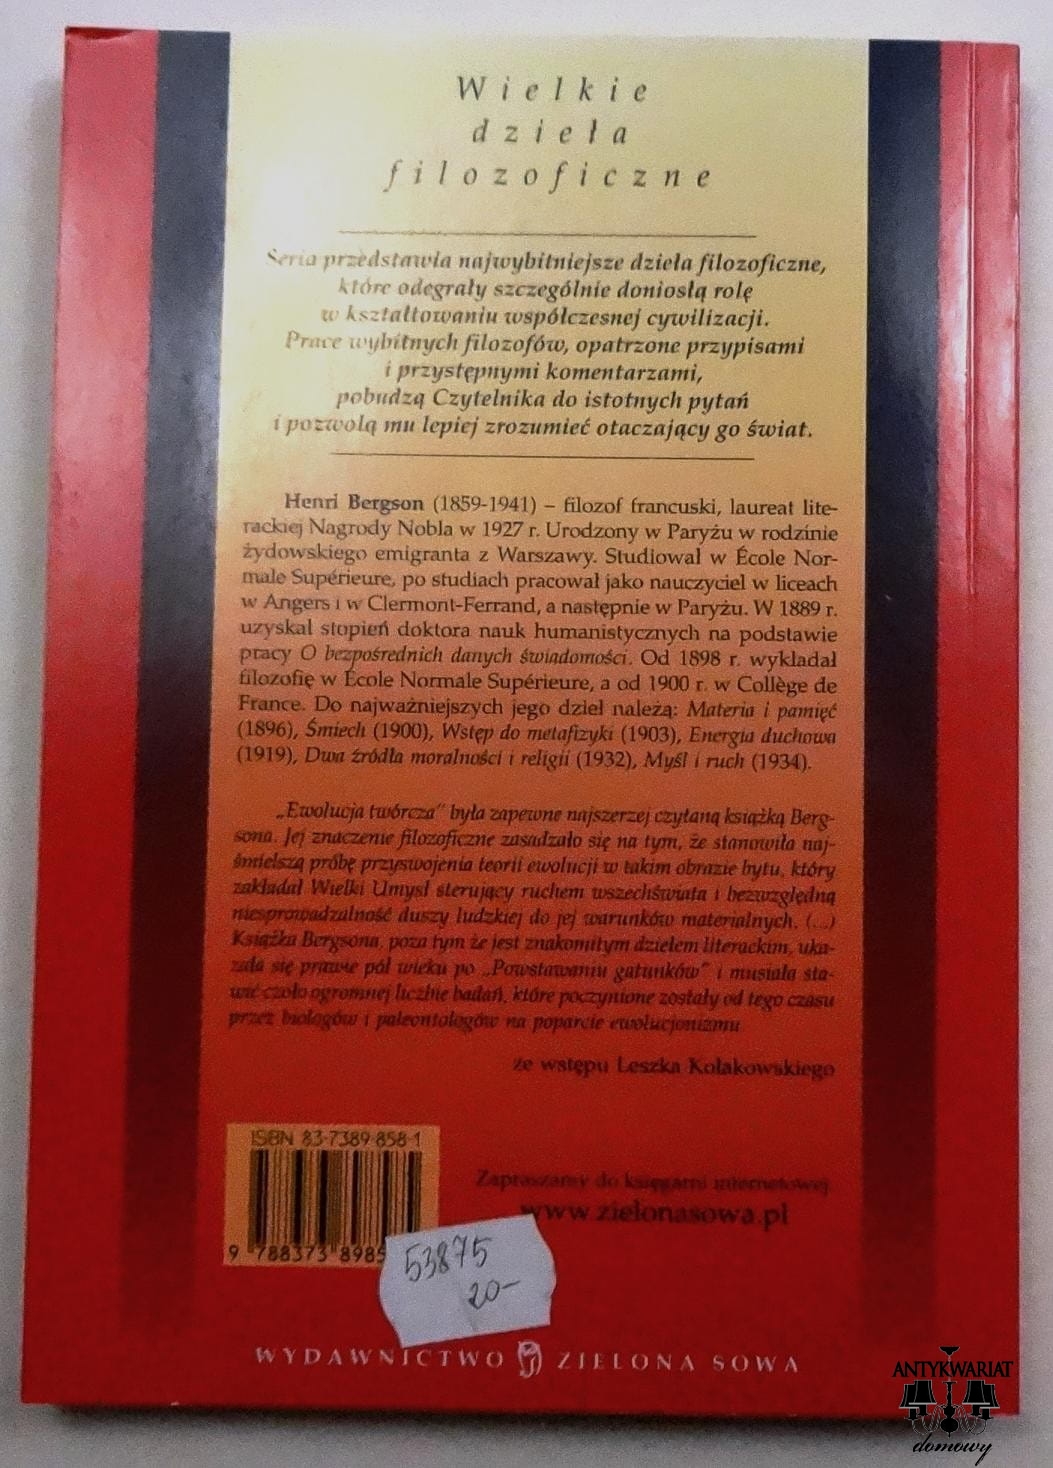 Wielkie
dzieła
filozoficzne
Seria przedstawia najwybitniejsze dzieła filozoficzne,
które odegrały szczególnie doniosłą rolę
w kształtowaniu współczesnej cywilizacji.
Prace wybitnych filozofów, opatrzone przypisami
i przystępnymi komentarzami,
pobudzą Czytelnika do istotnych pytań
i pozwolą mu lepiej zrozumieć otaczający go świat.
Henri Bergson (1859-1941) – filozof francuski, laureat lite-
rackiej Nagrody Nobla w 1927 r. Urodzony w Paryżu w rodzinie
żydowskiego emigranta z Warszawy. Studiował w École Nor-
male Supérieure, po studiach pracował jako nauczyciel w liceach
w Angers i w Clermont-Ferrand, a następnie w Paryżu. W 1889 r.
uzyskał stopień doktora nauk humanistycznych na podstawie
pracy O bezpośrednich danych świadomości. Od 1898 r. wykładał
filozofię w École Normale Supérieure, a od 1900 r. w Collège de
France. Do najważniejszych jego dzieł należą: Materia i pamięć
(1896), Śmiech (1900), Wstęp do metafizyki (1903), Energia duchowa
(1919), Dwa źródła moralności i religii (1932), Myśl i ruch (1934).
„Ewolucja twórcza” była zapewne najszerzej czytaną książką Berg-
sona. Jej znaczenie filozoficzne zasadzało się na tym, że stanowiła naj-
śmielszą próbę przyswojenia teorii ewolucji w takim obrazie bytu, który
zakładał Wielki Umysł sterujący ruchem wszechświata i bezwzględną
niesprowadzalność duszy ludzkiej do jej warunków materialnych. (...)
Książka Bergsona, poza tym że jest znakomitym dziełem literackim, uka-
zała się prawie pół wieku po „Powstawaniu gatunków” i musiała sta-
wić czoło ogromnej liczbie badań, które poczynione zostały od tego czasu
przez biologów i paleontologów na poparcie ewolucjonizmu
ze wstępu Leszka Kołakowskiego
ISBN 83-7389-858-1
9 788373 8985
Zapraszamy do księgarni internetowej
www.zielonasowa.pl
53875
20-
WYDAWNICTWO ZIELONA SOWA
ANTYKWARIAT
domowy